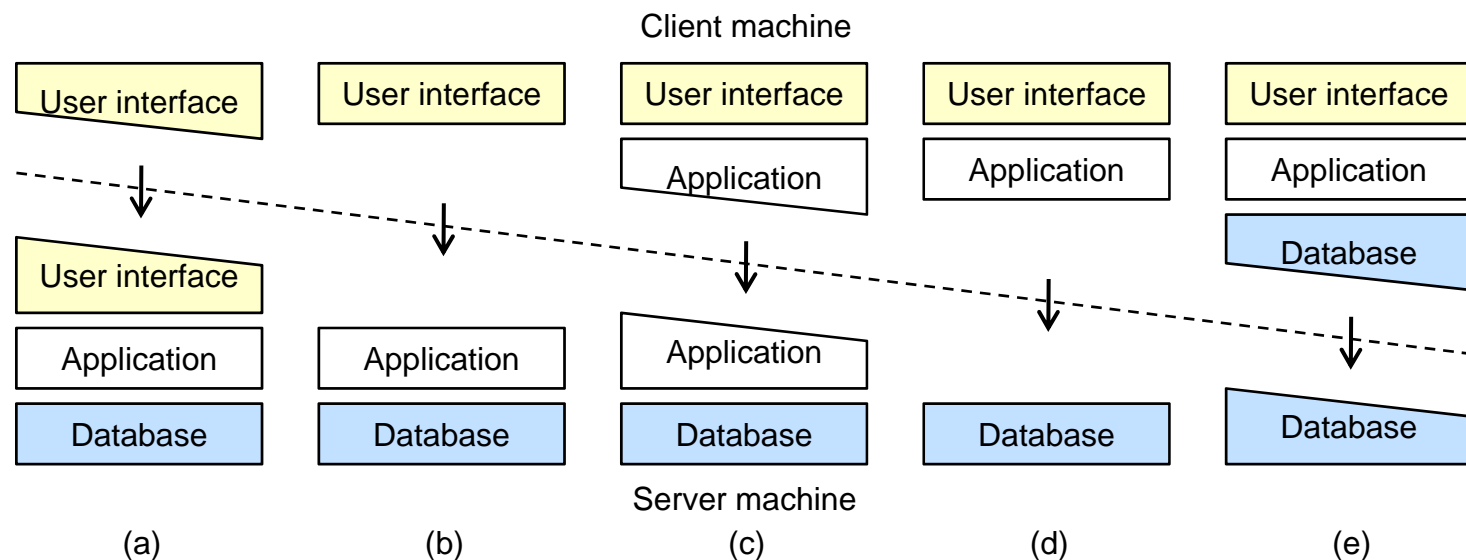 Client machine
User interface
User interface
User interface
User interface
User interface
Application
Application
Application
Database
User interface
Application
Application
Application
Database
Database
Database
Database
Database
Server machine
(a)
(b)
(c)
(d)
(e)